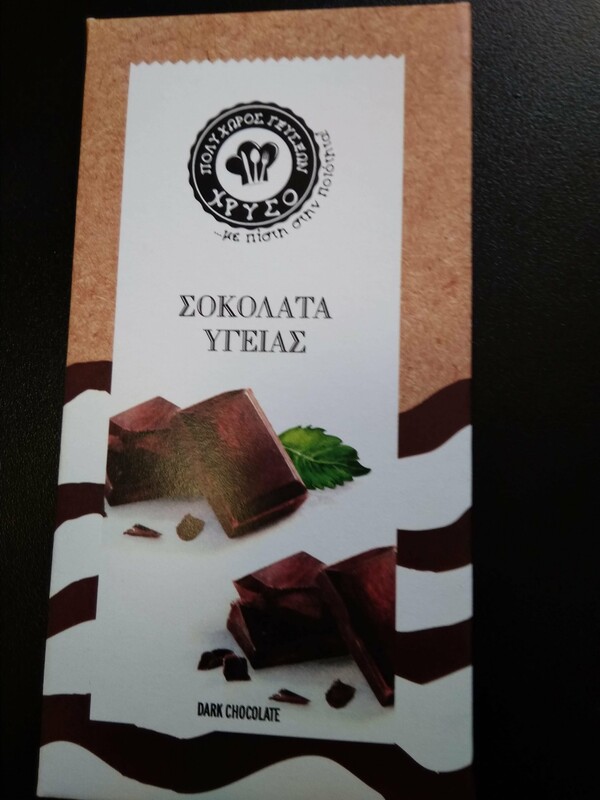 ΠΟΛΥΧΩΡΟΣ ΓΕΥΣΕΩΝ
ΧΡΥΣΟ
...με πίστη στην ποιότητα!
ΣΟΚΟΛΑΤΑ
ΥΓΕΙΑΣ
DARK CHOCOLATE